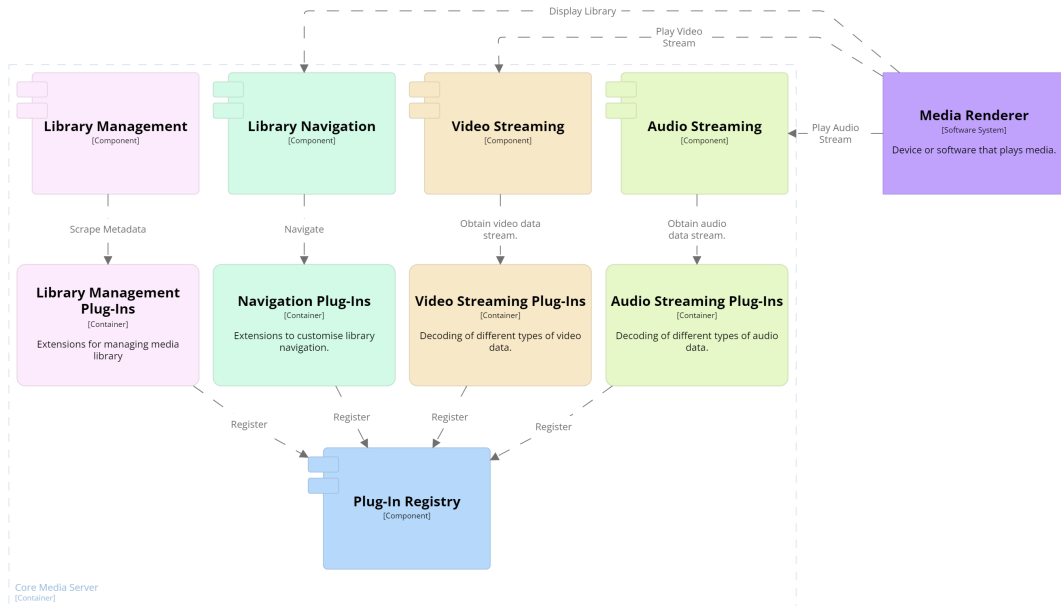 Display Library
Play Video
Stream
Library Management
[Component]
Library Navigation
[Component]
Video Streaming
[Component]
Audio Streaming
[Component]
Play Audio
Stream
Media Renderer
[Software System]
Device or software that plays media.
Scrape Metadata
Navigate
Obtain video data
stream.
Obtain audio
data stream.
Library Management
Plug-Ins
[Container]
Extensions for managing media
library
Navigation Plug-Ins
[Container]
Extensions to customise library
navigation.
Video Streaming Plug-Ins
[Container]
Decoding of different types of video
data.
Audio Streaming Plug-Ins
[Container]
Decoding of different types of audio
data.
Register
Register
Register
Register
Plug-In Registry
[Component]
Core Media Server
[Container]